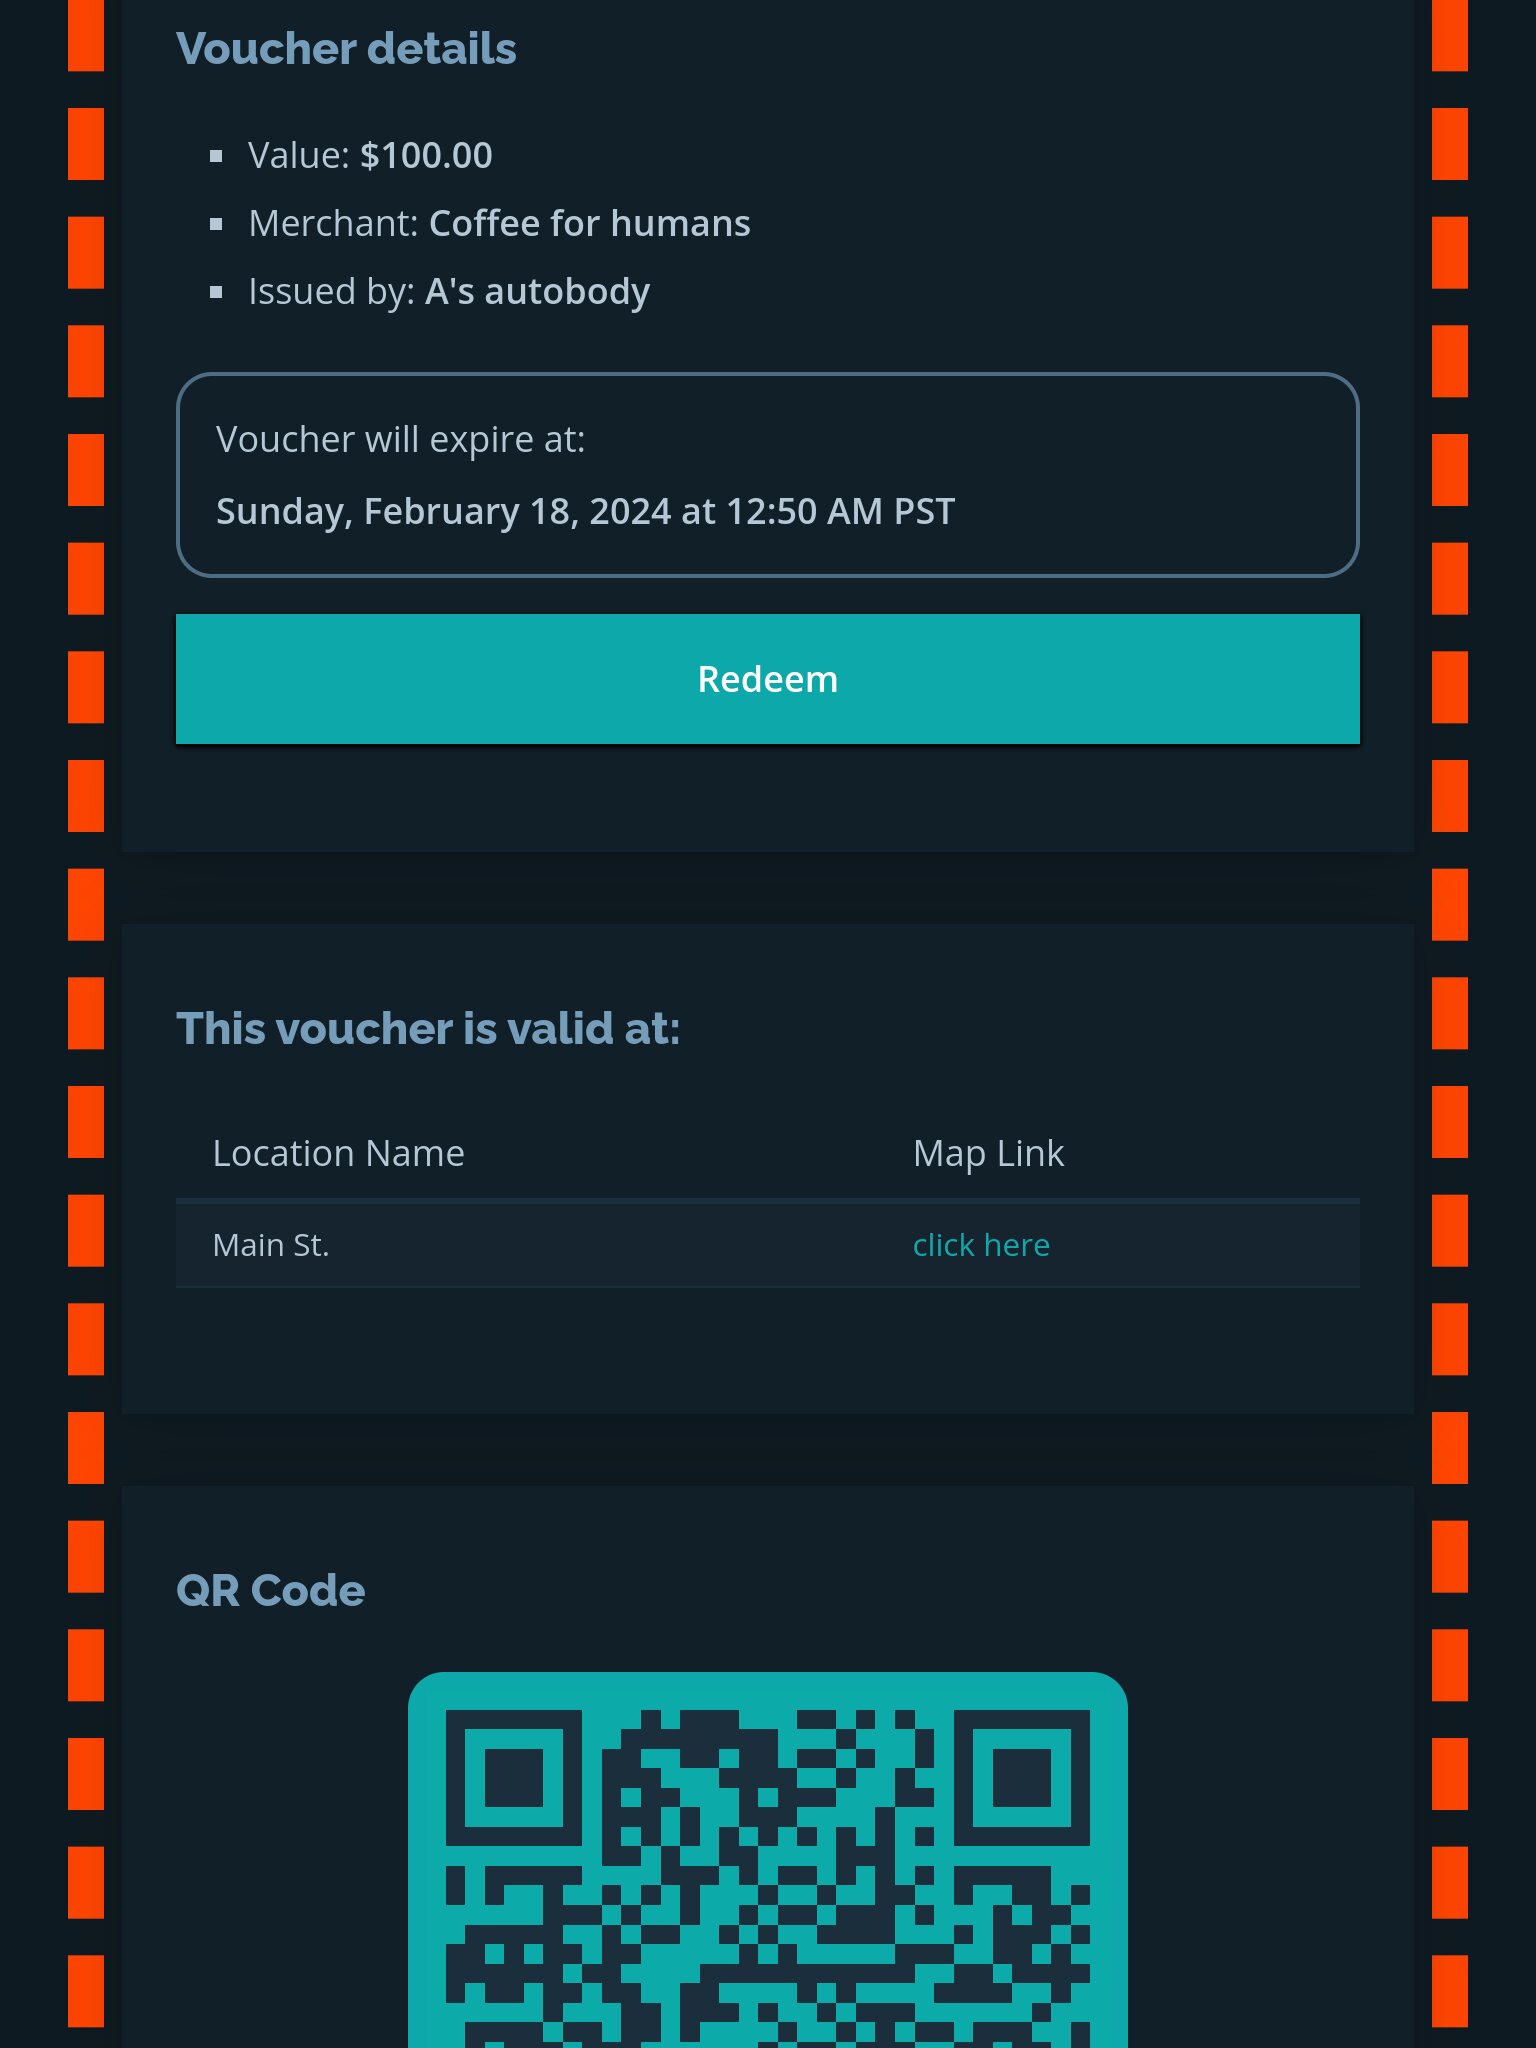 Voucher details
Value: $100.00
Merchant: Coffee for humans
Issued by: A's autobody
Voucher will expire at:
Sunday, February 18, 2024 at 12:50 AM PST
Redeem
This voucher is valid at:
Location Name Map Link
Main St. click here
QR Code